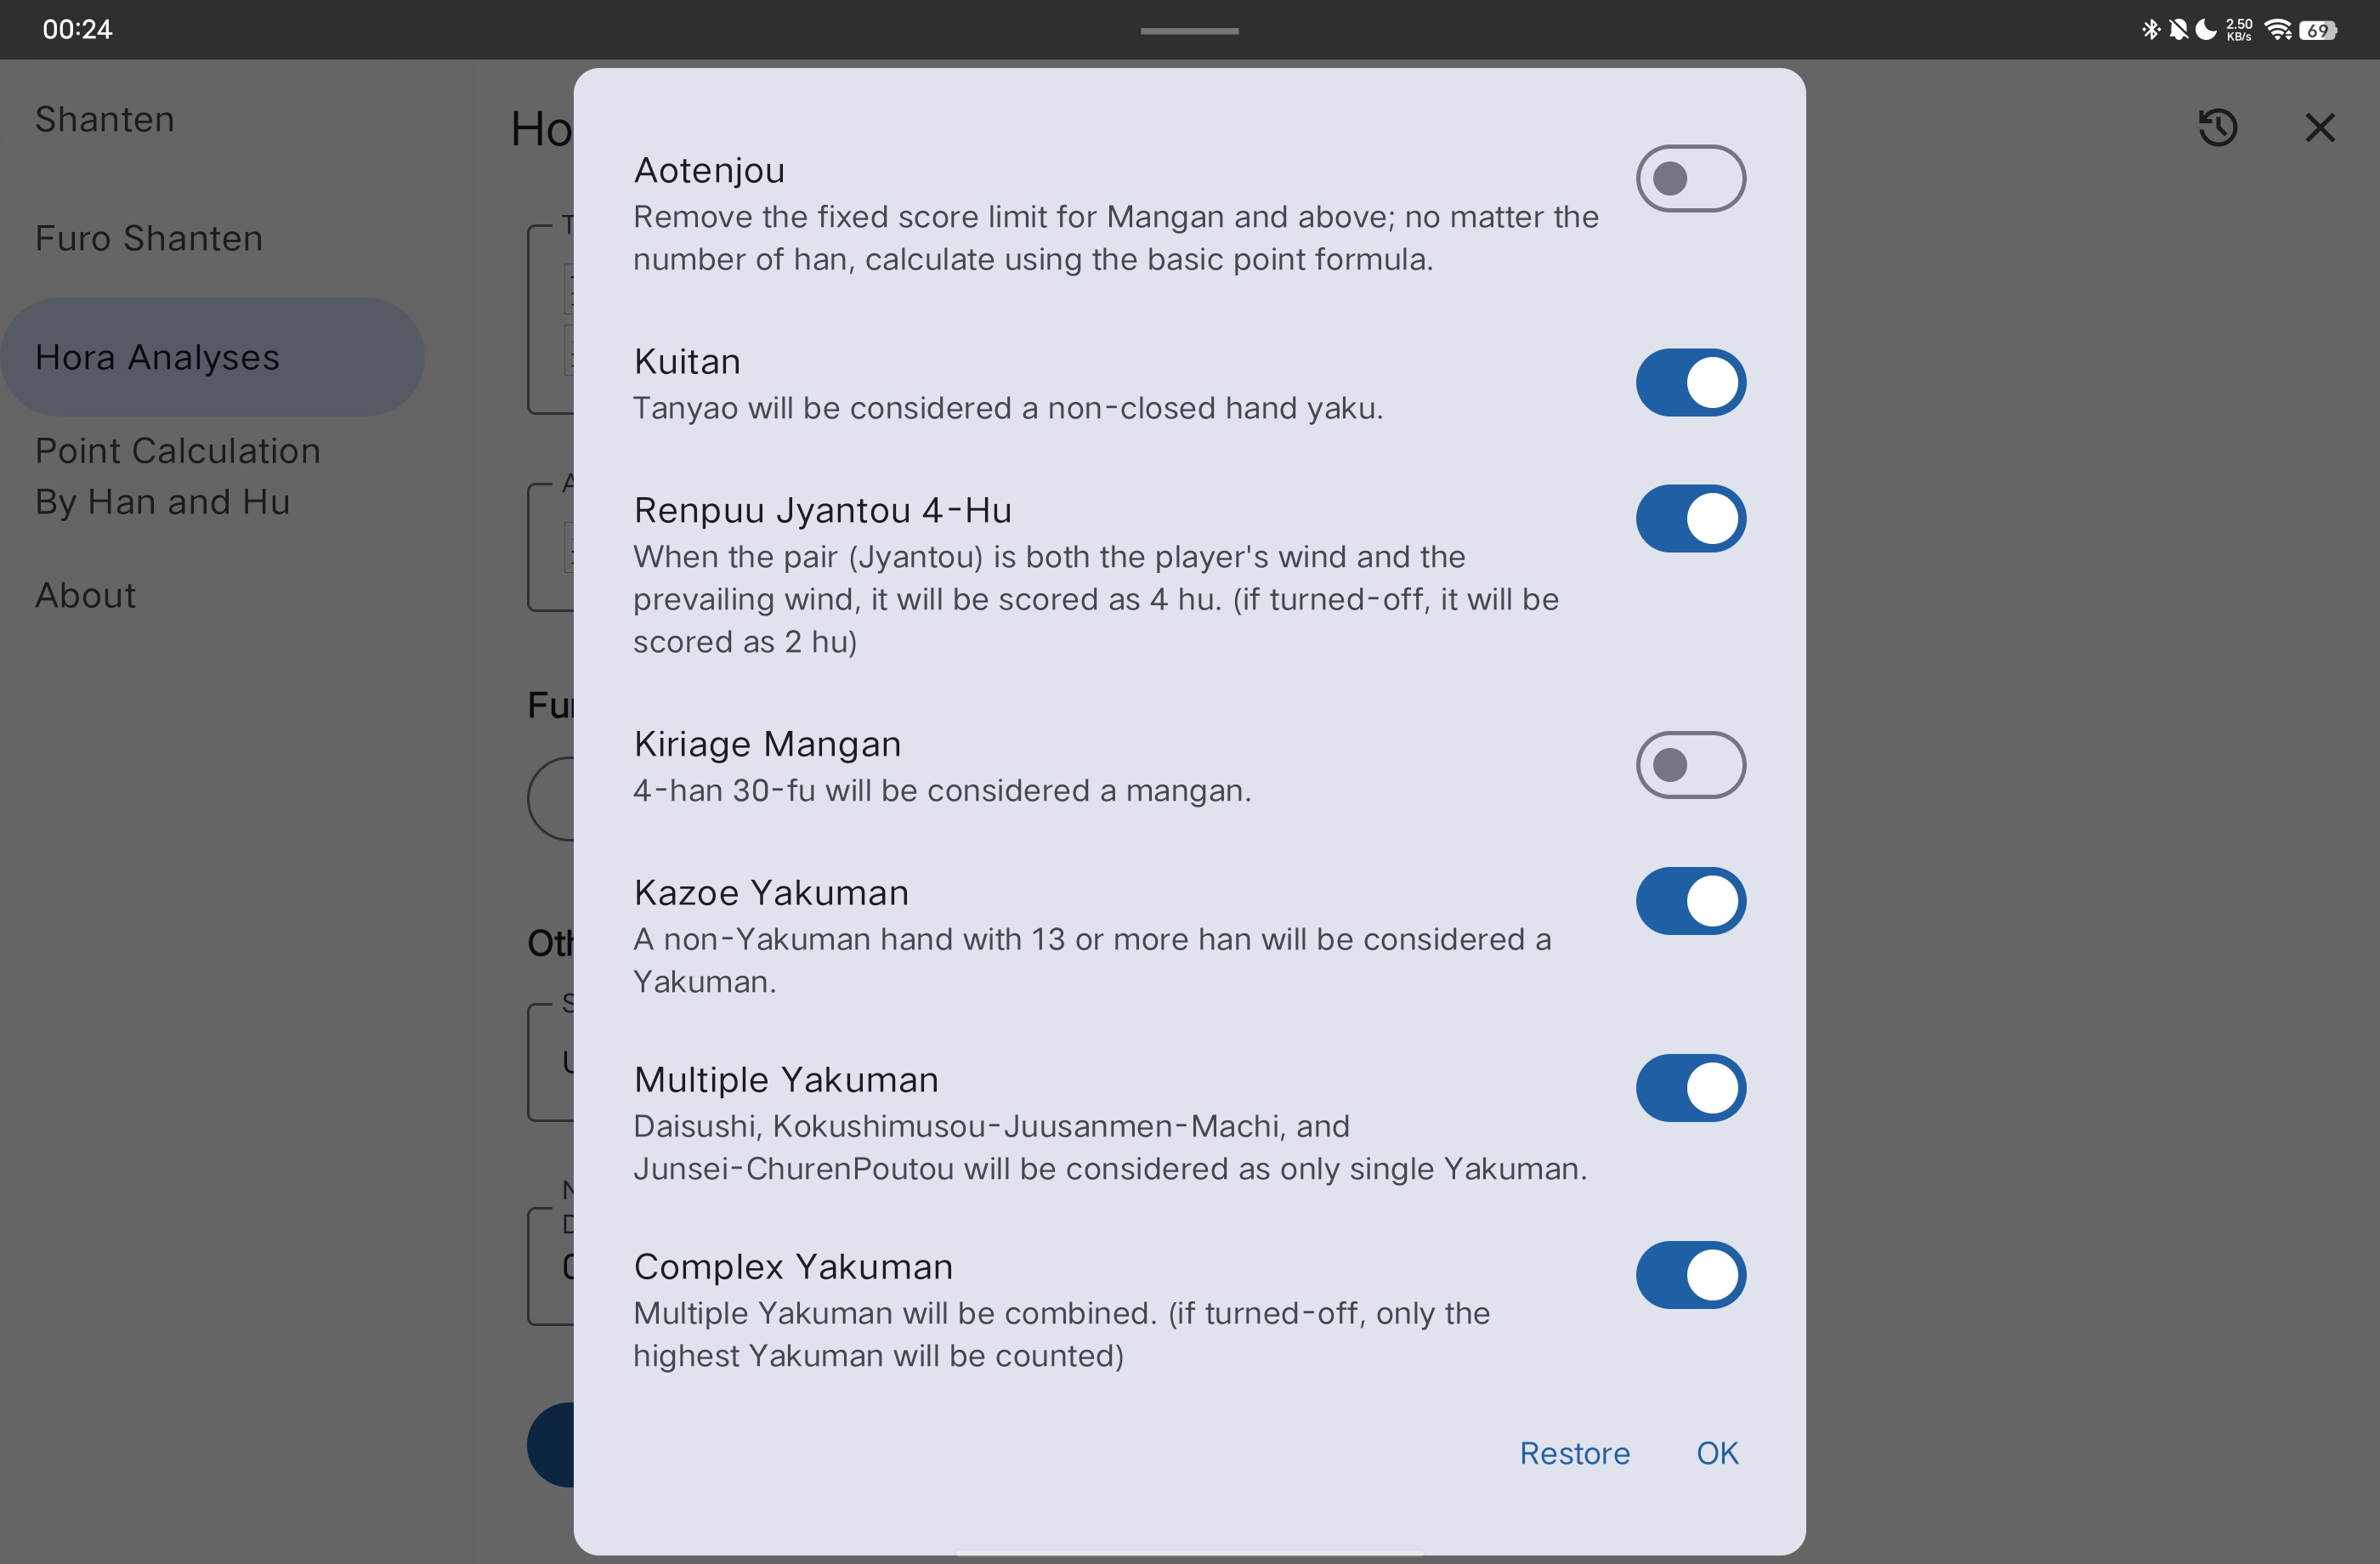 00:24
2.50
KB/s
69
Shanten
Furo Shanten
Hora Analyses
Point Calculation
By Han and Hu
About
Aotenjou
Remove the fixed score limit for Mangan and above; no matter the
number of han, calculate using the basic point formula.
Kuitan
Tanyao will be considered a non-closed hand yaku.
Renpuu Jyantou 4-Hu
When the pair (Jyantou) is both the player's wind and the
prevailing wind, it will be scored as 4 hu. (if turned-off, it will be
scored as 2 hu)
Kiriage Mangan
4-han 30-fu will be considered a mangan.
Kazoe Yakuman
A non-Yakuman hand with 13 or more han will be considered a
Yakuman.
Multiple Yakuman
Daisushi, Kokushimusou-Juusanmen-Machi, and
Junsei-ChurenPoutou will be considered as only single Yakuman.
Complex Yakuman
Multiple Yakuman will be combined. (if turned-off, only the
highest Yakuman will be counted)
Restore
OK